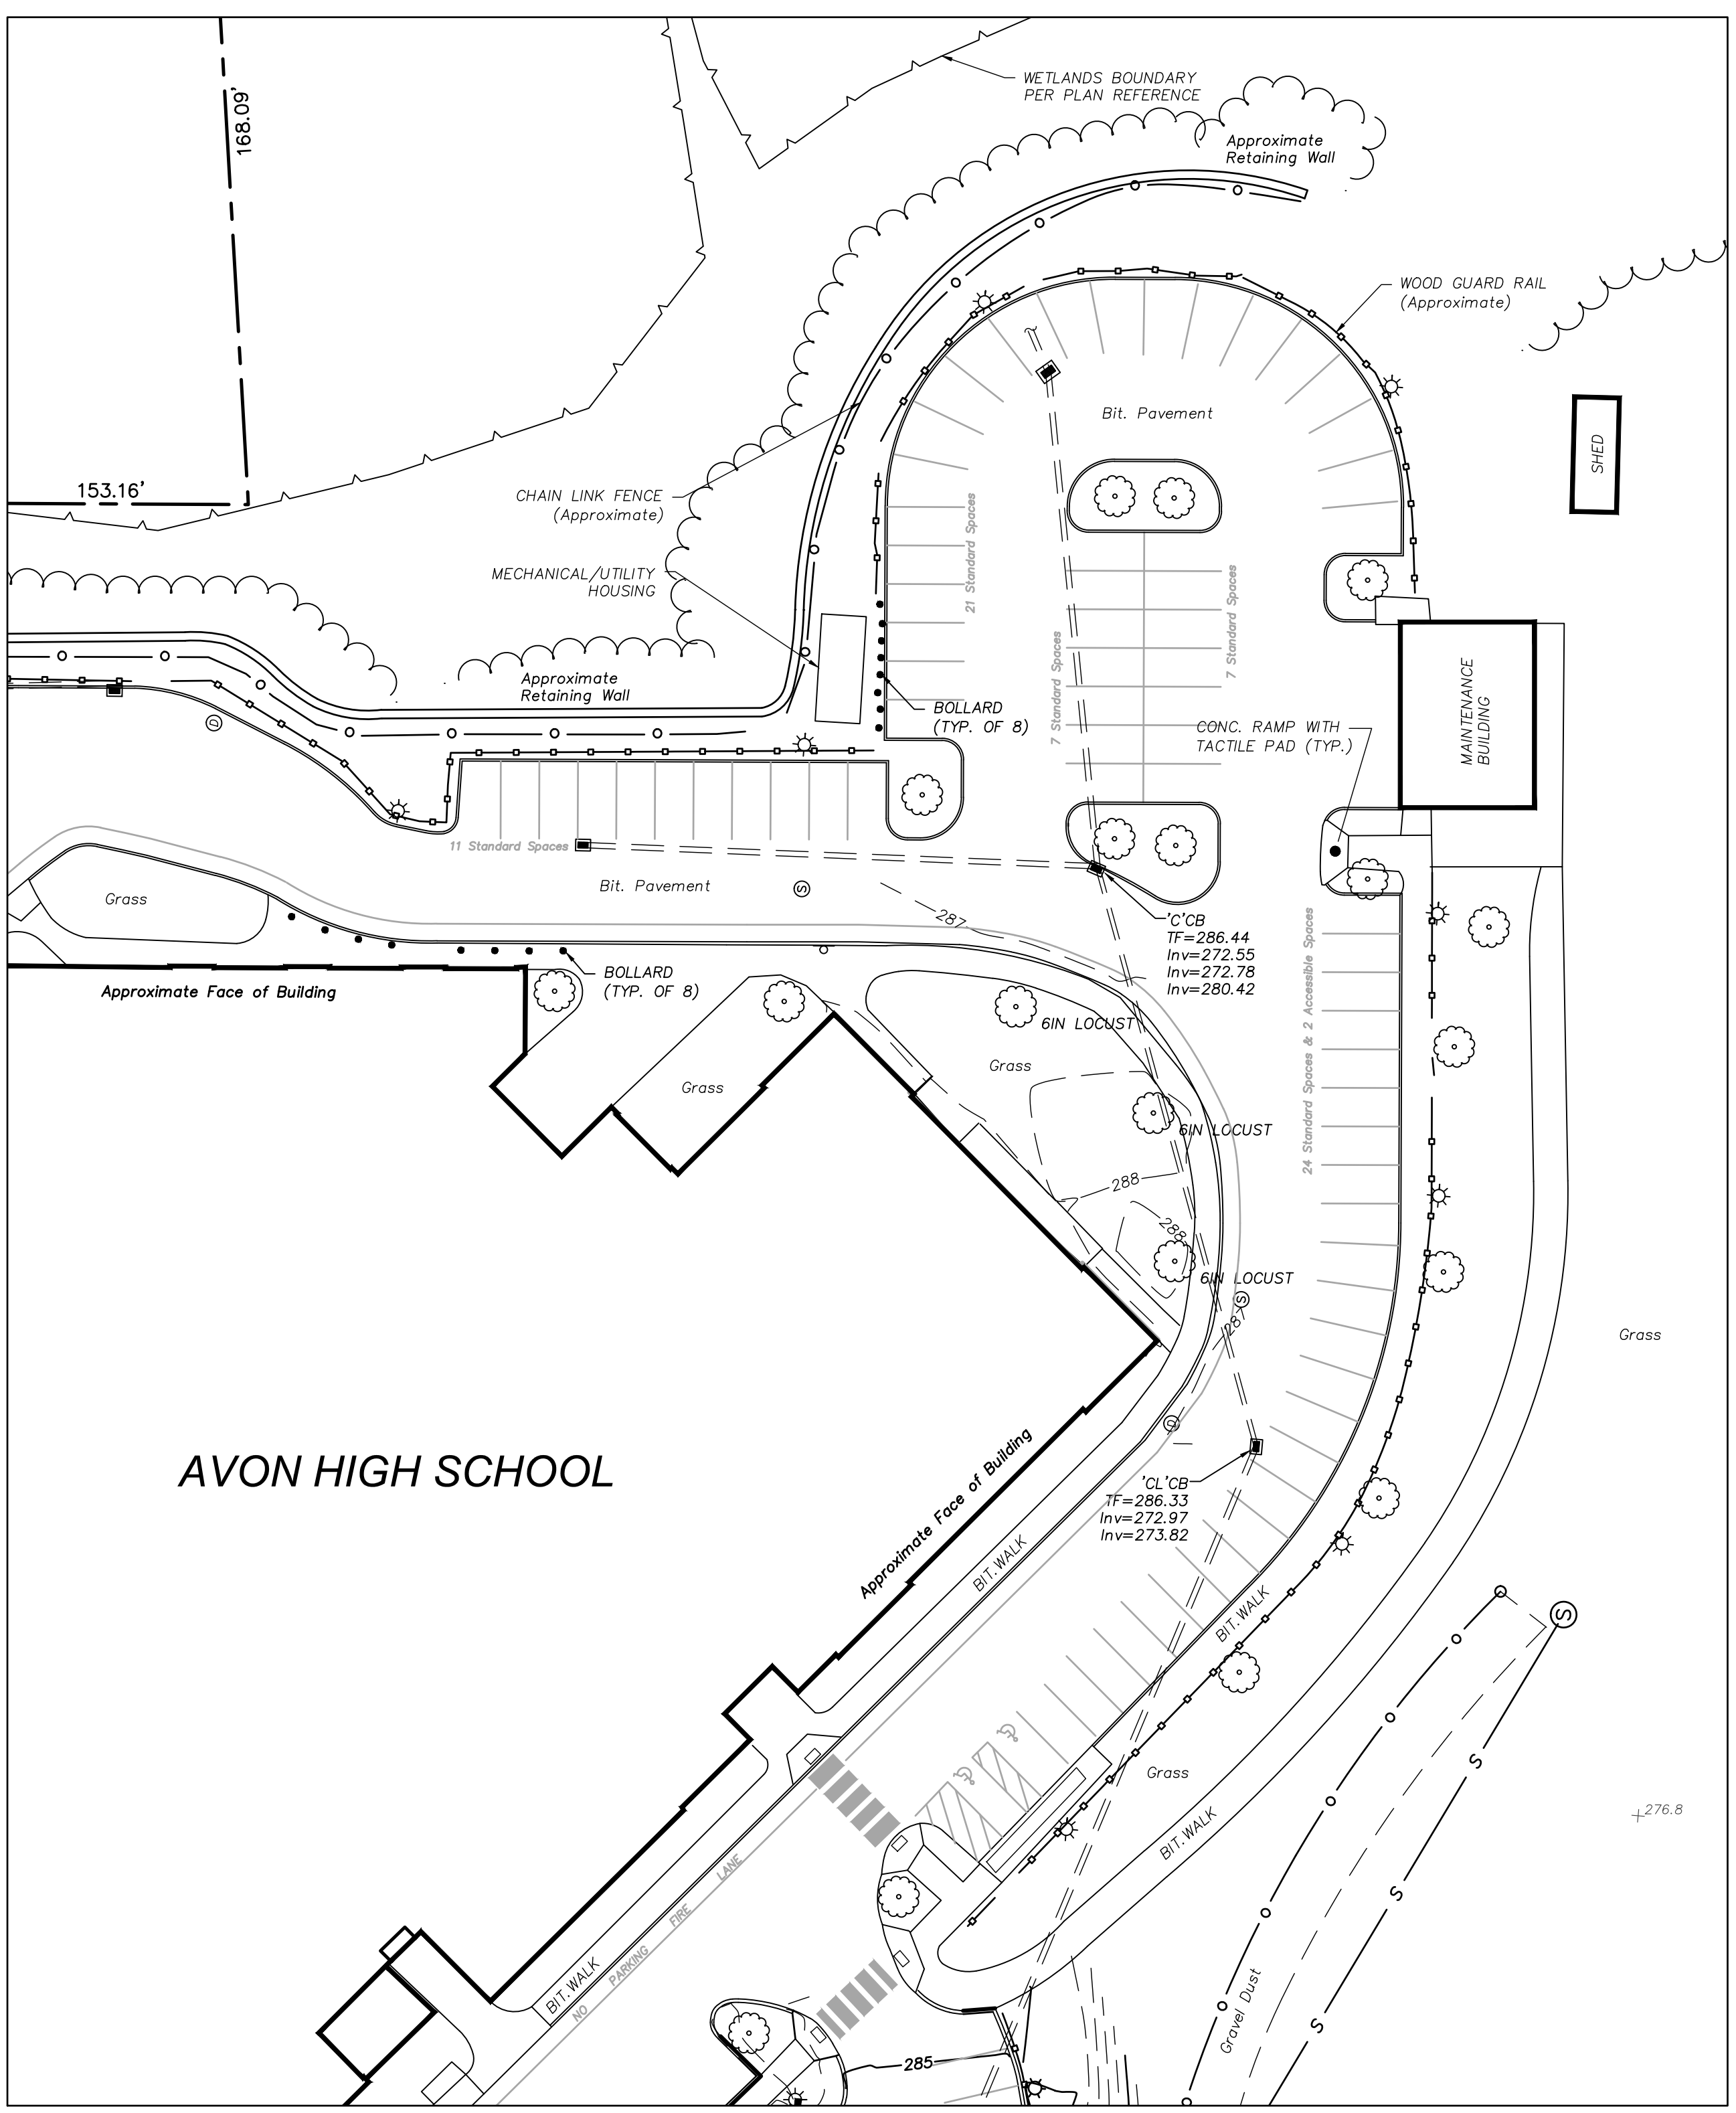 168.09'
WETLANDS BOUNDARY
PER PLAN REFERENCE
Approximate
Retaining Wall
WOOD GUARD RAIL
(Approximate)
Bit. Pavement
SHED
153.16'
CHAIN LINK FENCE
(Approximate)
21 Standard Spaces
MECHANICAL/UTILITY
HOUSING
7 Standard Spaces
7 Standard Spaces
Approximate
Retaining Wall
BOLLARD
(TYP. OF 8)
MAINTENANCE
BUILDING
CONC. RAMP WITH
TACTILE PAD (TYP.)
D
11 Standard Spaces
Bit. Pavement
S
Grass
287
'C'CB
TF=286.44
Inv=272.55
Inv=272.78
Inv=280.42
24 Standard Spaces & 2 Accessible Spaces
Approximate Face of Building
BOLLARD
(TYP. OF 8)
6IN LOCUST
Grass
Grass
6IN LOCUST
288
288
6IN LOCUST
S
287
Grass
D
AVON HIGH SCHOOL
Approximate Face of Building
'CL'CB
TF=286.33
Inv=272.97
Inv=273.82
BIT. WALK
BIT. WALK
S
S
Grass
276.8
BIT. WALK
S
NO PARKING FIRE LANE
BIT. WALK
Gravel Dust
S
285